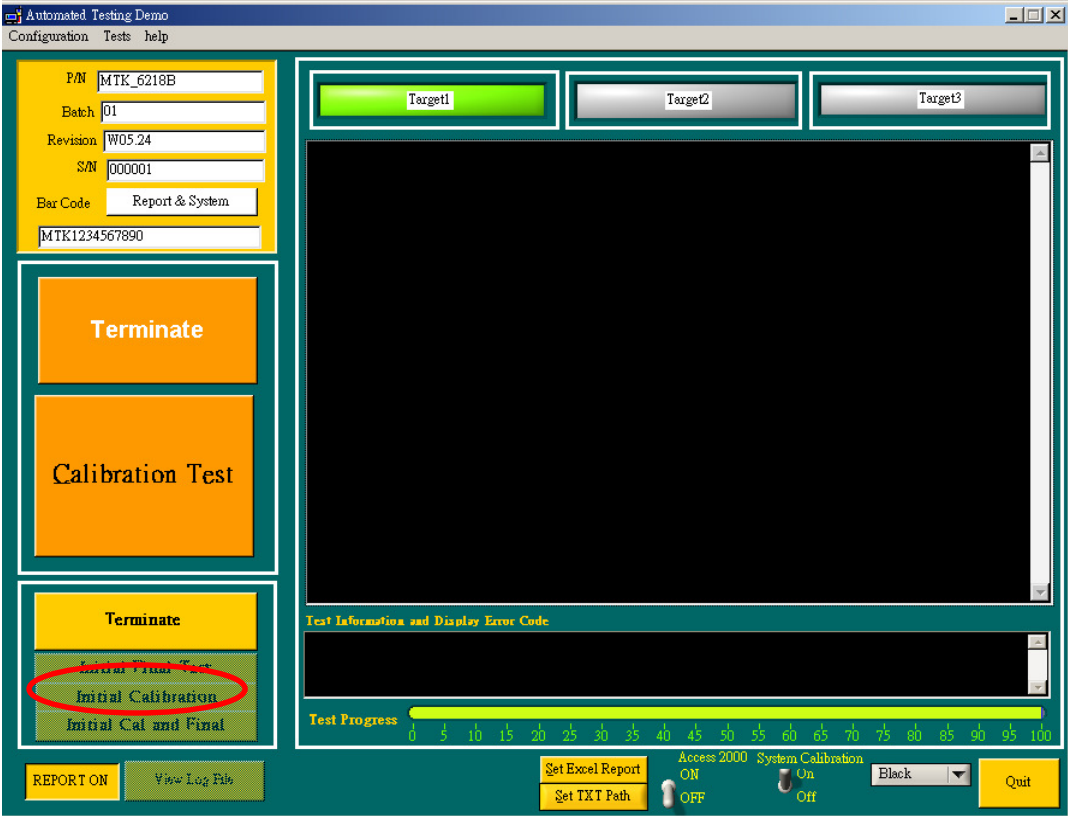 Automated Testing Demo
Configuration Tests help
P/N MTK_6218B
Batch 01
Revision W05.24
S/N 000001
Bar Code Report & System
MTK1234567890
Terminate
Calibration Test
Terminate
Initial Final Test
Initial Calibration
Initial Cal and Final
REPORT ON
View Log File
Target1
Target2
Target3
Test Information and Display Error Code
Test Progress
0 5 10 15 20 25 30 35 40 45 50 55 60 65 70 75 80 85 90 95 100
Set Excel Report
Set TXT Path
Access 2000
ON
OFF
System Calibration
On
Off
Black
Quit